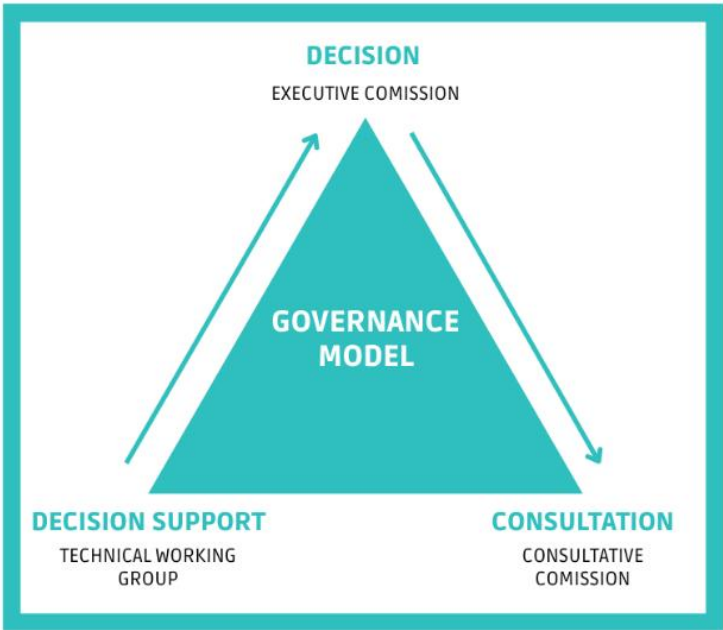 DECISION
EXECUTIVE COMISSION
GOVERNANCE
MODEL
DECISION SUPPORT
TECHNICAL WORKING
GROUP
CONSULTATION
CONSULTATIVE
COMISSION